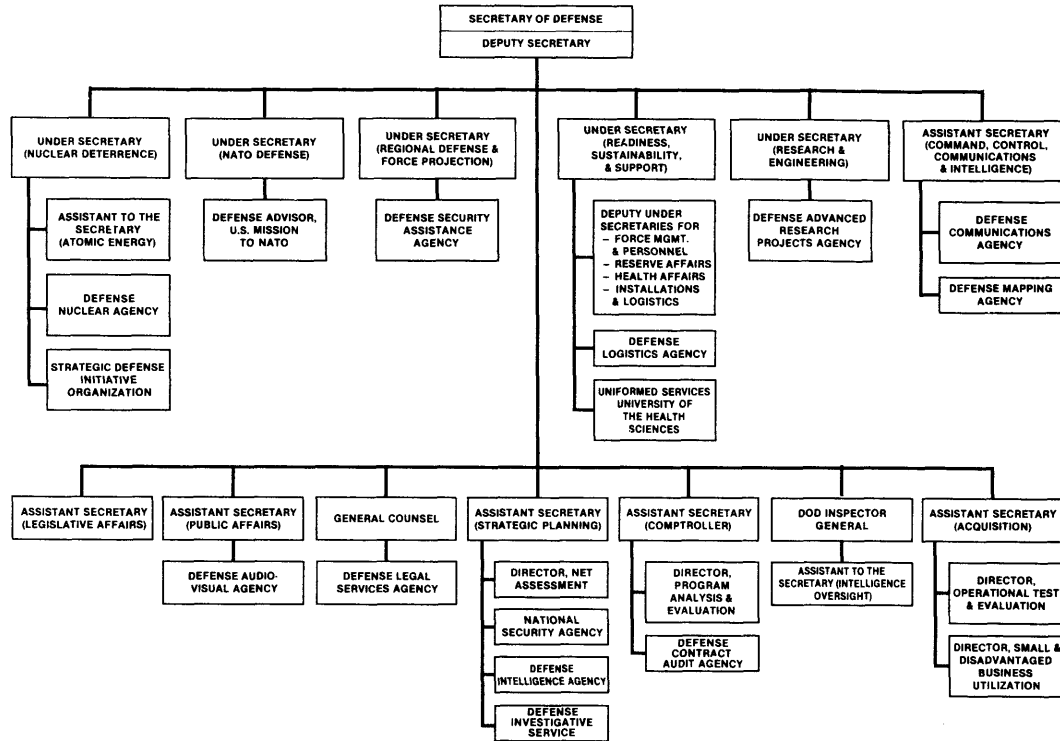 SECRETARY OF DEFENSE
DEPUTY SECRETARY
UNDER SECRETARY
(NUCLEAR DETERRENCE)
ASSISTANT TO THE
SECRETARY
(ATOMIC ENERGY)
DEFENSE
NUCLEAR AGENCY
STRATEGIC DEFENSE
INITIATIVE
ORGANIZATION
UNDER SECRETARY
(NATO DEFENSE)
DEFENSE ADVISOR,
U.S. MISSION
TO NATO
UNDER SECRETARY
(REGIONAL DEFENSE &
FORCE PROJECTION)
DEFENSE SECURITY
ASSISTANCE
AGENCY
UNDER SECRETARY
(READINESS,
SUSTAINABILITY,
& SUPPORT)
DEPUTY UNDER
SECRETARIES FOR
– FORCE MGMT.
& PERSONNEL
– RESERVE AFFAIRS
– HEALTH AFFAIRS
– INSTALLATIONS
& LOGISTICS
DEFENSE
LOGISTICS AGENCY
UNIFORMED SERVICES
UNIVERSITY OF
THE HEALTH
SCIENCES
UNDER SECRETARY
(RESEARCH &
ENGINEERING)
DEFENSE ADVANCED
RESEARCH
PROJECTS AGENCY
ASSISTANT SECRETARY
(COMMAND, CONTROL,
COMMUNICATIONS
& INTELLIGENCE)
DEFENSE
COMMUNICATIONS
AGENCY
DEFENSE MAPPING
AGENCY
ASSISTANT SECRETARY
(LEGISLATIVE AFFAIRS)
ASSISTANT SECRETARY
(PUBLIC AFFAIRS)
DEFENSE AUDIO-
VISUAL AGENCY
GENERAL COUNSEL
DEFENSE LEGAL
SERVICES AGENCY
ASSISTANT SECRETARY
(STRATEGIC PLANNING)
DIRECTOR, NET
ASSESSMENT
NATIONAL
SECURITY AGENCY
DEFENSE
INTELLIGENCE AGENCY
DEFENSE
INVESTIGATIVE
SERVICE
ASSISTANT SECRETARY
(COMPTROLLER)
DIRECTOR,
PROGRAM
ANALYSIS &
EVALUATION
DEFENSE
CONTRACT
AUDIT AGENCY
DOD INSPECTOR
GENERAL
ASSISTANT TO THE
SECRETARY (INTELLIGENCE
OVERSIGHT)
ASSISTANT SECRETARY
(ACQUISITION)
DIRECTOR,
OPERATIONAL TEST
& EVALUATION
DIRECTOR, SMALL &
DISADVANTAGED
BUSINESS
UTILIZATION